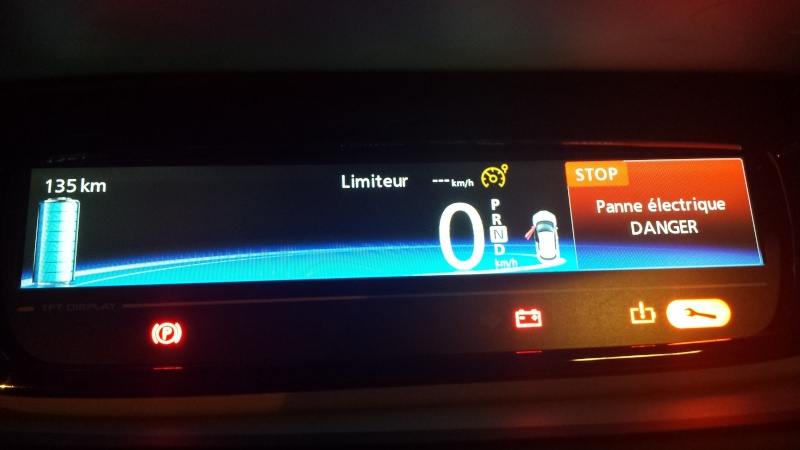 135 km
Limiteur ---km/h
STOP
Panne électrique
DANGER
0
P
R
N
D
km/h
TFT DISPLAY
P